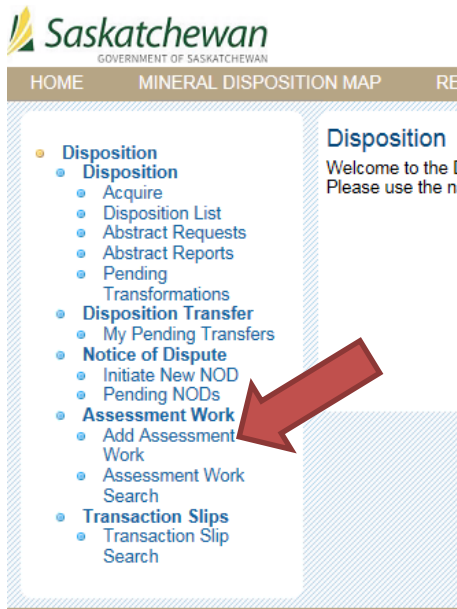 Saskatchewan
GOVERNMENT OF SASKATCHEWAN
HOME MINERAL DISPOSITION MAP RE
Disposition
Welcome to the
Please use the n
Disposition
Disposition
Acquire
Disposition List
Abstract Requests
Abstract Reports
Pending
Transformations
Disposition Transfer
My Pending Transfers
Notice of Dispute
Initiate New NOD
Pending NODs
Assessment Work
Add Assessment
Work
Assessment Work
Search
Transaction Slips
Transaction Slip
Search